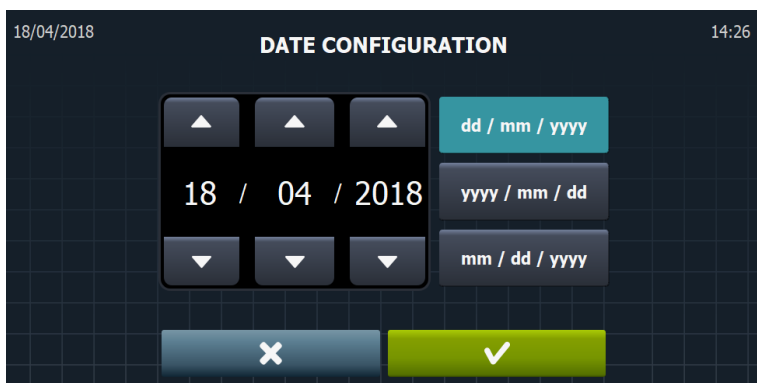 18/04/2018
DATE CONFIGURATION
14:26
dd / mm / yyyy
18 / 04 / 2018
yyyy / mm / dd
mm / dd / yyyy